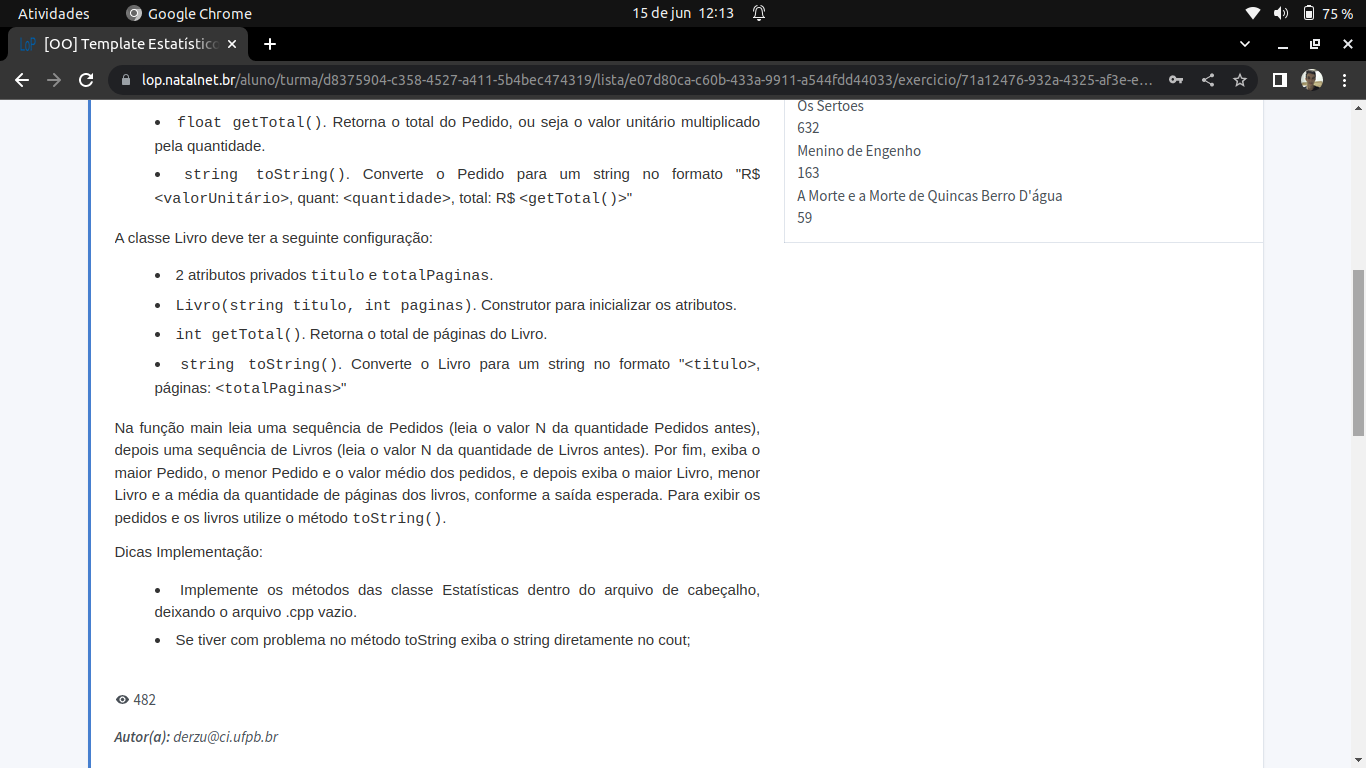 Atividades
Google Chrome
15 de jun 12:13
75 %
[OO] Template Estatístico
lop.natalnet.br/aluno/turma/d8375904-c358-4527-a411-5b4bec474319/lista/e07d80ca-c60b-433a-9911-a544fdd44033/exercicio/71a12476-932a-4325-af3e-e…
• float getTotal(). Retorna o total do Pedido, ou seja o valor unitário multiplicado
pela quantidade.
• string toString(). Converte o Pedido para um string no formato "R$
<valorUnitário>, quant: <quantidade>, total: R$ <getTotal()>"
A classe Livro deve ter a seguinte configuração:
• 2 atributos privados titulo e totalPaginas.
• Livro(string titulo, int paginas). Construtor para inicializar os atributos.
• int getTotal(). Retorna o total de páginas do Livro.
• string toString(). Converte o Livro para um string no formato "<titulo>,
páginas: <totalPaginas>"
Na função main leia uma sequência de Pedidos (leia o valor N da quantidade Pedidos antes),
depois uma sequência de Livros (leia o valor N da quantidade de Livros antes). Por fim, exiba o
maior Pedido, o menor Pedido e o valor médio dos pedidos, e depois exiba o maior Livro, menor
Livro e a média da quantidade de páginas dos livros, conforme a saída esperada. Para exibir os
pedidos e os livros utilize o método toString().
Dicas Implementação:
• Implemente os métodos das classe Estatísticas dentro do arquivo de cabeçalho,
deixando o arquivo .cpp vazio.
• Se tiver com problema no método toString exiba o string diretamente no cout;
482
Autor(a): derzu@ci.ufpb.br
Os Sertoes
632
Menino de Engenho
163
A Morte e a Morte de Quincas Berro D'água
59